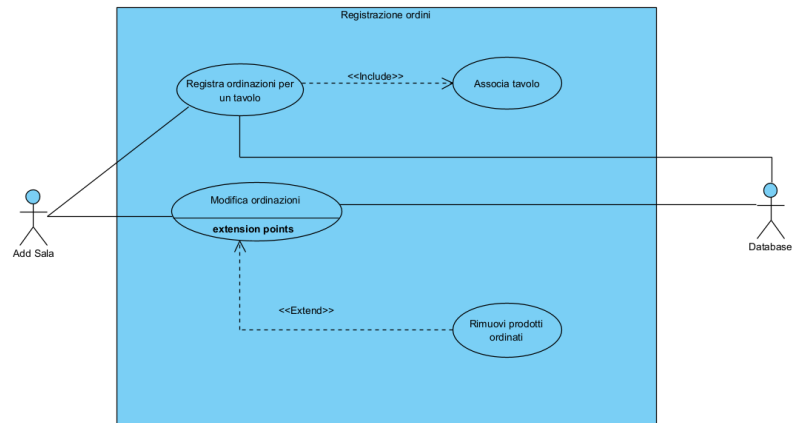 Registrazione ordini
Registra ordinazioni per
un tavolo
<<Include>>
Associa tavolo
Modifica ordinazioni
extension points
Add Sala
Database
<<Extend>>
Rimuovi prodotti
ordinati